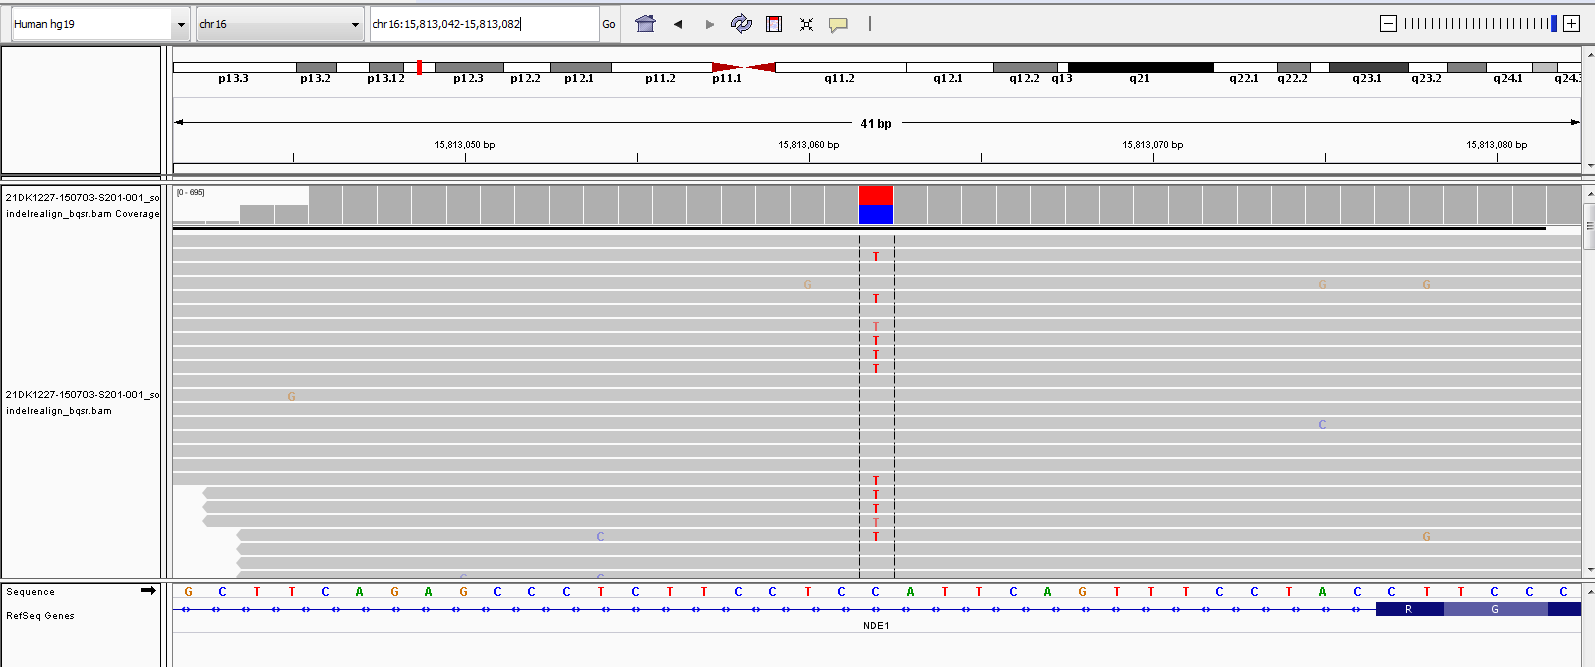 Human hg19 chr16 chr16:15,813,042-15,813,082 Go
p13.3 p13.2 p13.12 p12.3 p12.2 p12.1 p11.2 p11.1 q11.2 q12.1 q12.2 q13 q21 q22.1 q22.2 q23.1 q23.2 q24.1 q24.3
41 bp
15,813,050 bp 15,813,060 bp 15,813,070 bp 15,813,080 bp
[0 - 695]
21DK1227-150703-S201-001_so
indelrealign_bqsr.bam Coverage
T
G G G
T
T
T
T
T
21DK1227-150703-S201-001_so
G
indelrealign_bqsr.bam
C
T
T
T
T
C T G
Sequence G C T T C A G A G C C C T C T T C C T C C A T T C A G T T T C C T A C C T T C C C
RefSeq Genes R G
NDE1